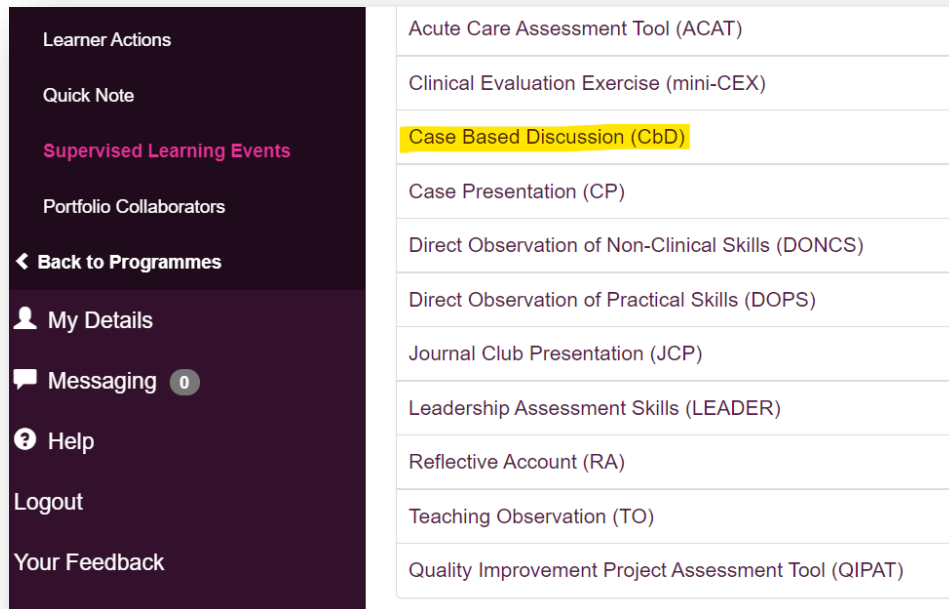 Learner Actions
Quick Note
Supervised Learning Events
Portfolio Collaborators
Back to Programmes
My Details
Messaging 0
Help
Logout
Your Feedback
Acute Care Assessment Tool (ACAT)
Clinical Evaluation Exercise (mini-CEX)
Case Based Discussion (CbD)
Case Presentation (CP)
Direct Observation of Non-Clinical Skills (DONCS)
Direct Observation of Practical Skills (DOPS)
Journal Club Presentation (JCP)
Leadership Assessment Skills (LEADER)
Reflective Account (RA)
Teaching Observation (TO)
Quality Improvement Project Assessment Tool (QIPAT)